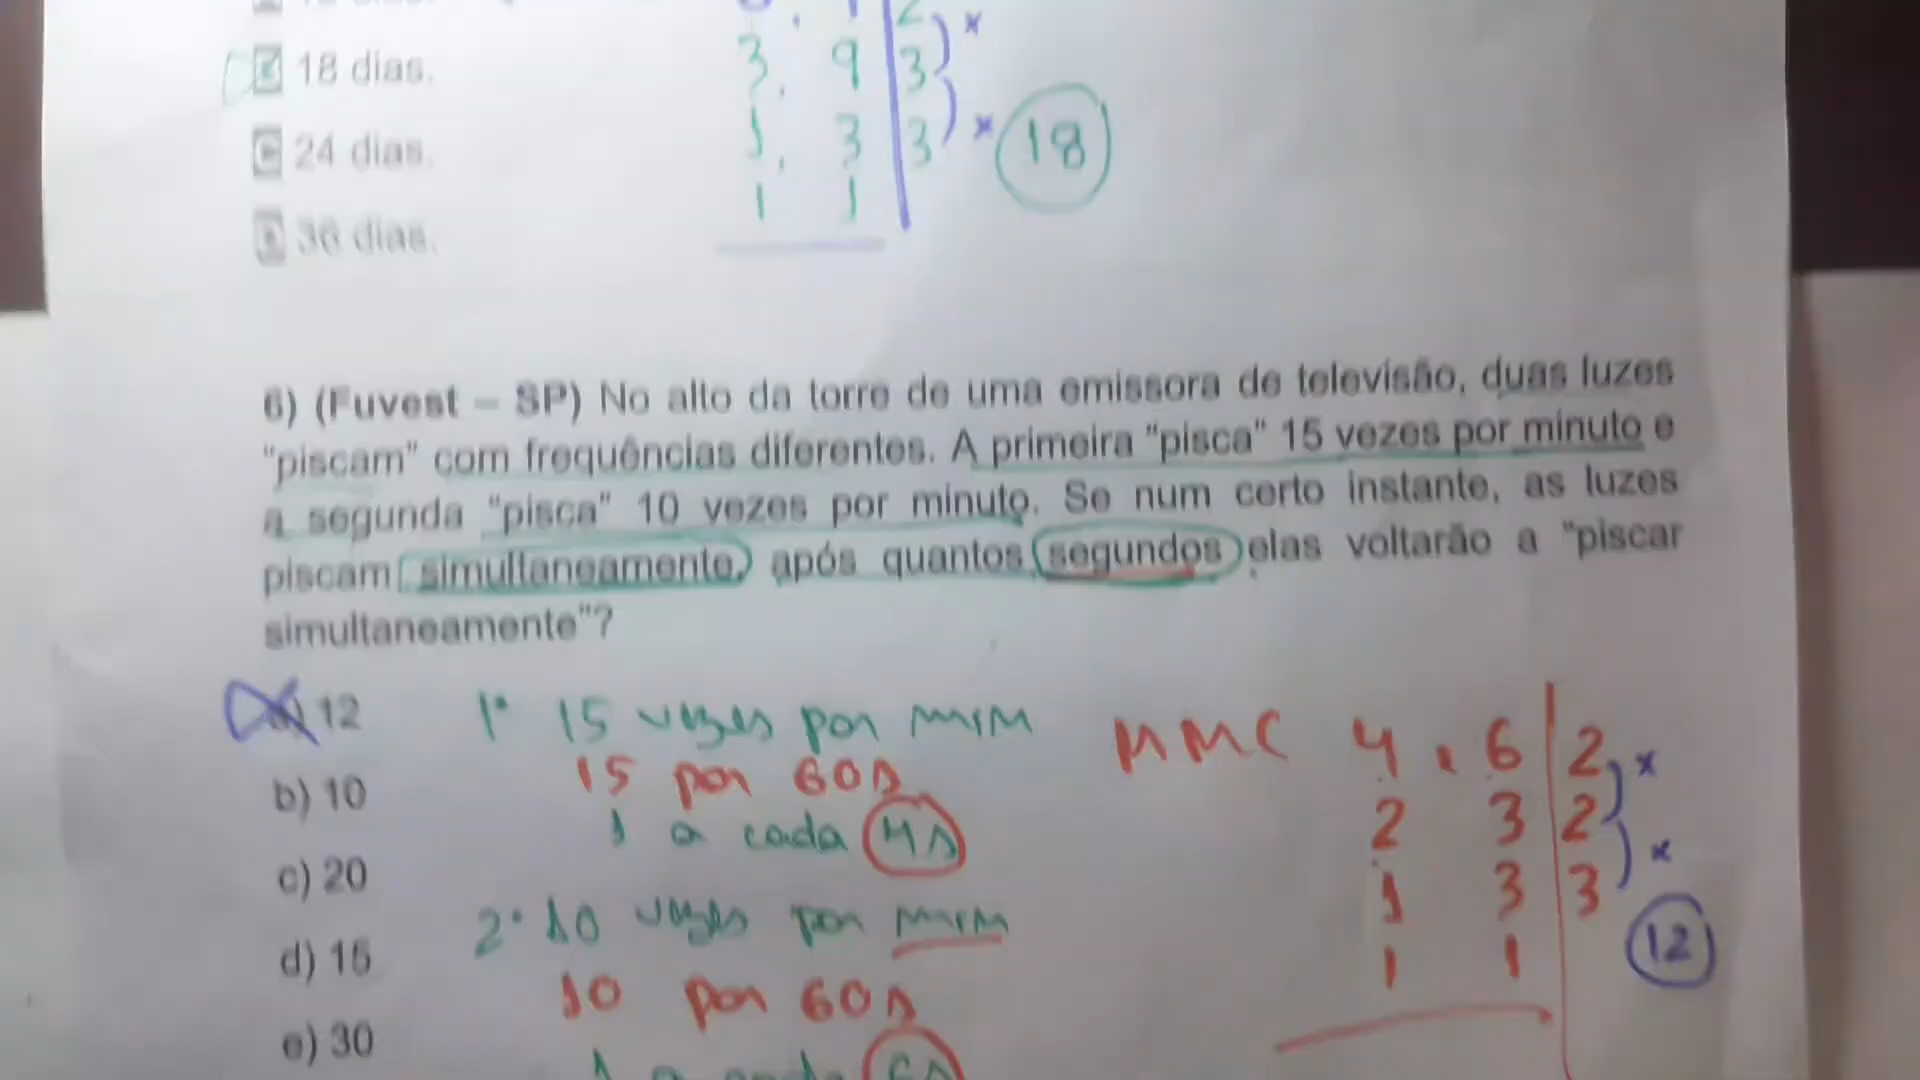 18 dias.
24 dias.
36 dias.
2
3, 9 3 x
1, 3 3 x 18
1 1
6) (Fuvest – SP) No alto da torre de uma emissora de televisão, duas luzes
"piscam" com frequências diferentes. A primeira "pisca" 15 vezes por minuto e
a segunda "pisca" 10 vezes por minuto. Se num certo instante, as luzes
piscam simultaneamente, após quantos segundos elas voltarão a "piscar
simultaneamente"?
a) 12
b) 10
c) 20
d) 15
e) 30
1ª 15 vezes por min
15 por 60s
1 a cada 4s
2ª 10 vezes por min
10 por 60s
1 a cada 6s
MMC 4, 6 2 x
2 3 2 x
1 3 3
1 1 12